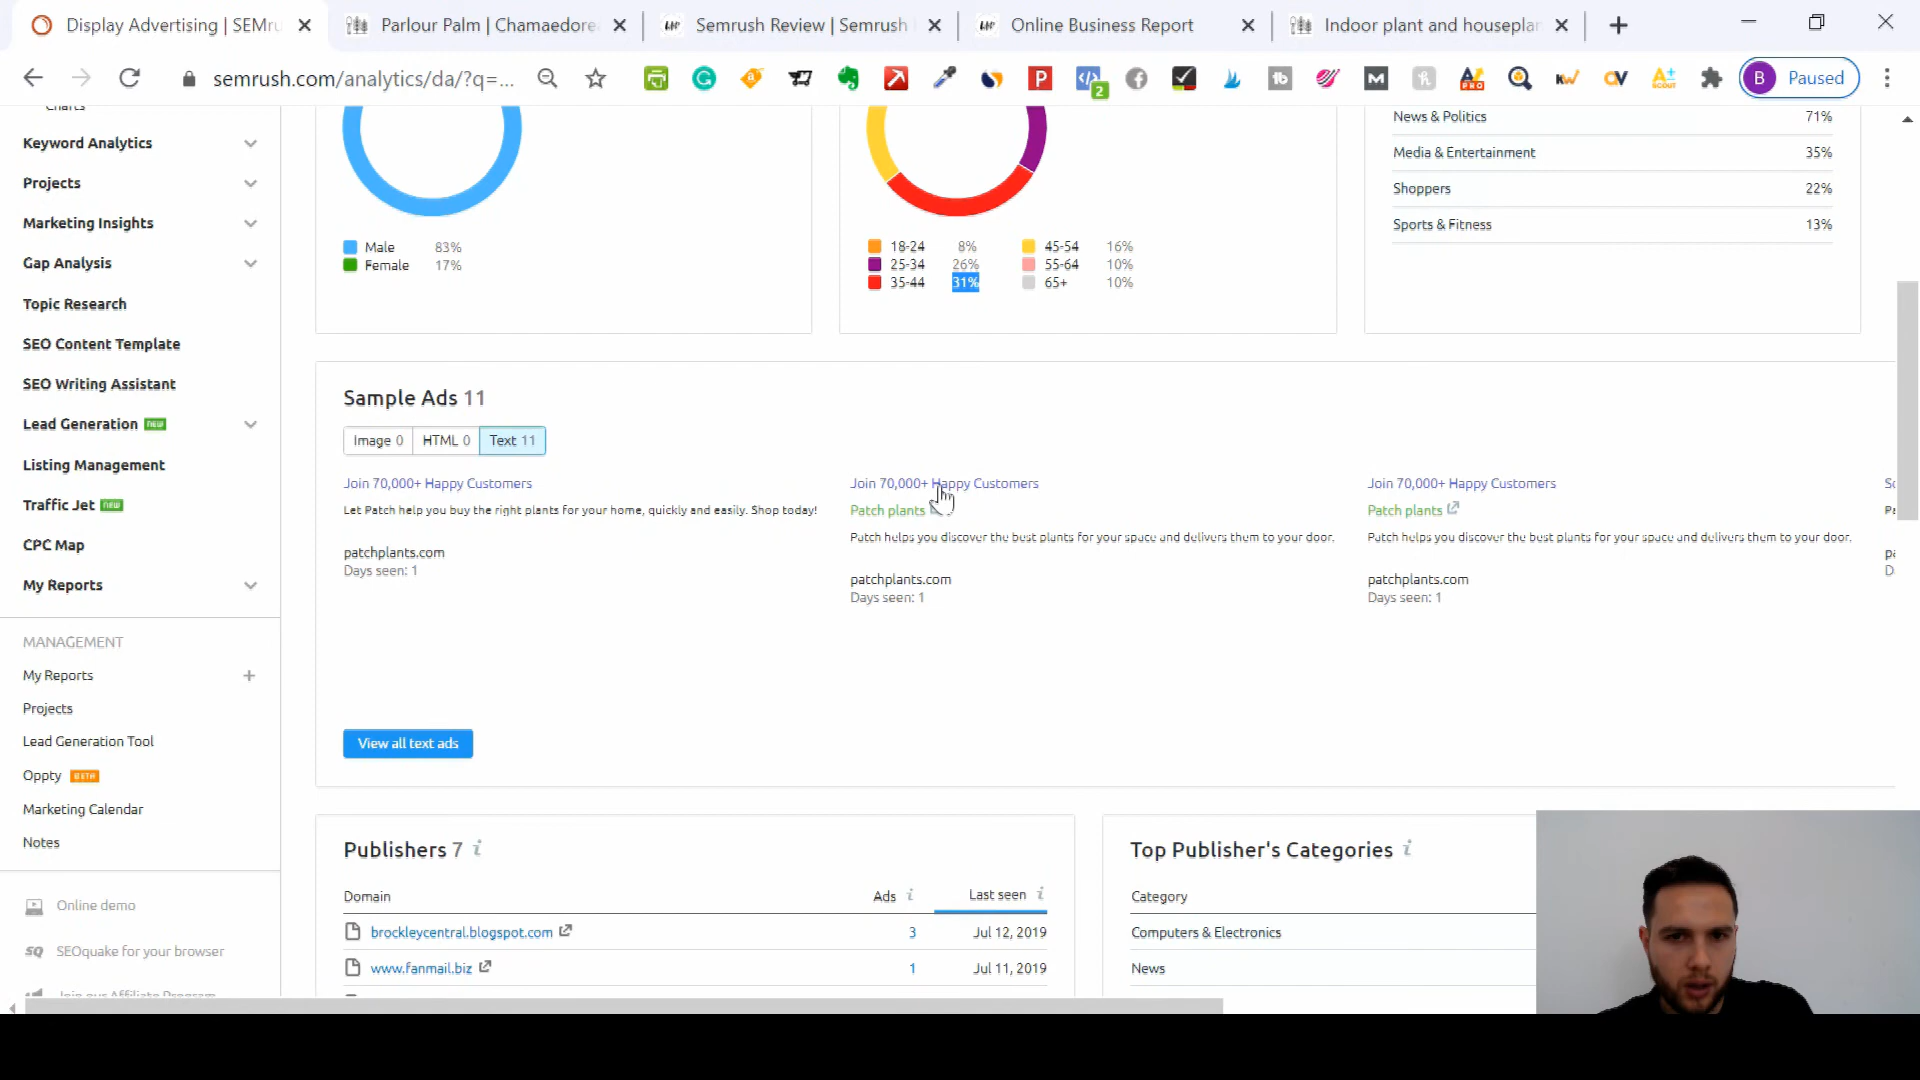 Display Advertising | SEMru
Parlour Palm | Chamaedore
Semrush Review | Semrush
Online Business Report
Indoor plant and houseplan
semrush.com/analytics/da/?q=...
2
B Paused
Charts
Keyword Analytics
Projects
Marketing Insights
Gap Analysis
Topic Research
SEO Content Template
SEO Writing Assistant
Lead Generation NEW
Listing Management
Traffic Jet NEW
CPC Map
My Reports
MANAGEMENT
My Reports +
Projects
Lead Generation Tool
Oppty BETA
Marketing Calendar
Notes
Online demo
SEOquake for your browser
Join our Affiliate Program
Male 83%
Female 17%
18-24 8% 45-54 16%
25-34 26% 55-64 10%
35-44 31% 65+ 10%
News & Politics 71%
Media & Entertainment 35%
Shoppers 22%
Sports & Fitness 13%
Sample Ads 11
Image 0 HTML 0 Text 11
Join 70,000+ Happy Customers
Let Patch help you buy the right plants for your home, quickly and easily. Shop today!
patchplants.com
Days seen: 1
Join 70,000+ Happy Customers
Patch plants
Patch helps you discover the best plants for your space and delivers them to your door.
patchplants.com
Days seen: 1
Join 70,000+ Happy Customers
Patch plants
Patch helps you discover the best plants for your space and delivers them to your door.
patchplants.com
Days seen: 1
View all text ads
Publishers 7
Domain Ads Last seen
brockleycentral.blogspot.com 3 Jul 12, 2019
www.fanmail.biz 1 Jul 11, 2019
Top Publisher's Categories
Category
Computers & Electronics
News